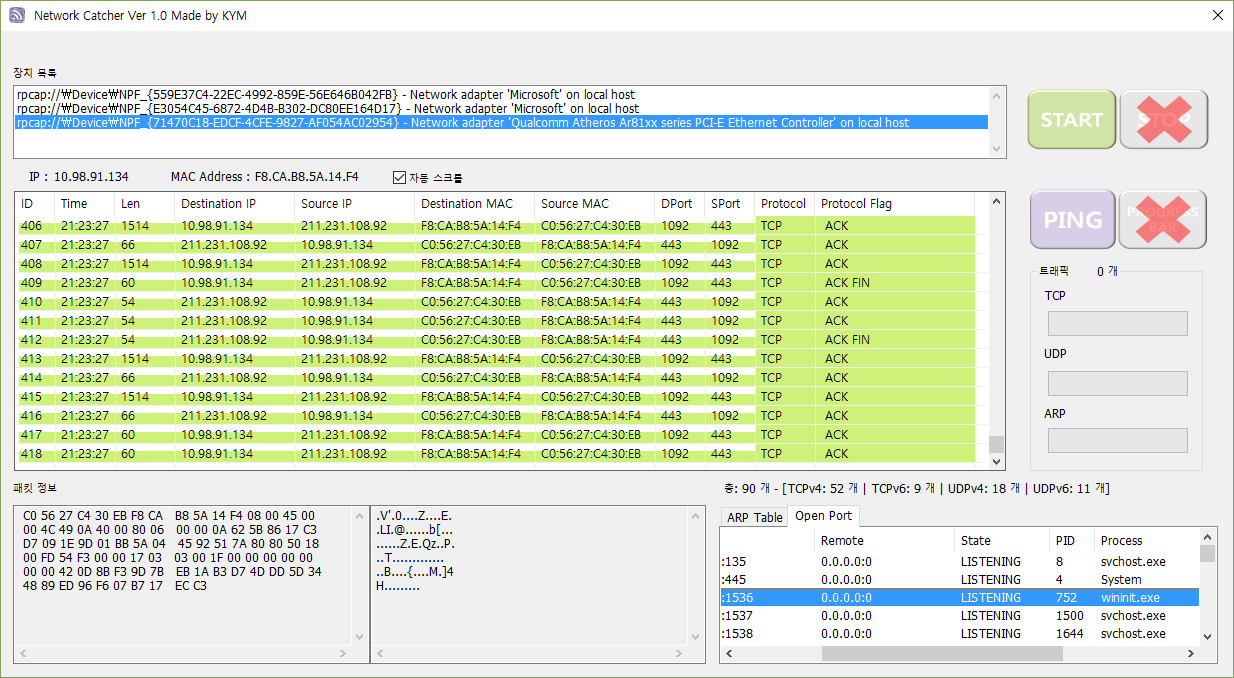 Network Catcher Ver 1.0 Made by KYM
장치 목록
rpcap://₩Device₩NPF_{559E37C4-22EC-4992-859E-56E646B042FB} - Network adapter 'Microsoft' on local host
rpcap://₩Device₩NPF_{E3054C45-6872-4D4B-B302-DC80EE164D17} - Network adapter 'Microsoft' on local host
rpcap://₩Device₩NPF_{71470C18-EDCF-4CFE-9827-AF054AC02954} - Network adapter 'Qualcomm Atheros Ar81xx series PCI-E Ethernet Controller' on local host
START STOP
IP : 10.98.91.134 MAC Address : F8.CA.B8.5A.14.F4 자동 스크롤
PING PROGRESS BAR
ID Time Len Destination IP Source IP Destination MAC Source MAC DPort SPort Protocol Protocol Flag
406 21:23:27 1514 10.98.91.134 211.231.108.92 F8:CA:B8:5A:14:F4 C0:56:27:C4:30:EB 1092 443 TCP ACK
407 21:23:27 66 211.231.108.92 10.98.91.134 C0:56:27:C4:30:EB F8:CA:B8:5A:14:F4 443 1092 TCP ACK
408 21:23:27 1514 10.98.91.134 211.231.108.92 F8:CA:B8:5A:14:F4 C0:56:27:C4:30:EB 1092 443 TCP ACK
409 21:23:27 60 10.98.91.134 211.231.108.92 F8:CA:B8:5A:14:F4 C0:56:27:C4:30:EB 1092 443 TCP ACK FIN
410 21:23:27 54 211.231.108.92 10.98.91.134 C0:56:27:C4:30:EB F8:CA:B8:5A:14:F4 443 1092 TCP ACK
411 21:23:27 54 211.231.108.92 10.98.91.134 C0:56:27:C4:30:EB F8:CA:B8:5A:14:F4 443 1092 TCP ACK
412 21:23:27 54 211.231.108.92 10.98.91.134 C0:56:27:C4:30:EB F8:CA:B8:5A:14:F4 443 1092 TCP ACK FIN
413 21:23:27 1514 10.98.91.134 211.231.108.92 F8:CA:B8:5A:14:F4 C0:56:27:C4:30:EB 1092 443 TCP ACK
414 21:23:27 66 211.231.108.92 10.98.91.134 C0:56:27:C4:30:EB F8:CA:B8:5A:14:F4 443 1092 TCP ACK
415 21:23:27 1514 10.98.91.134 211.231.108.92 F8:CA:B8:5A:14:F4 C0:56:27:C4:30:EB 1092 443 TCP ACK
416 21:23:27 66 211.231.108.92 10.98.91.134 C0:56:27:C4:30:EB F8:CA:B8:5A:14:F4 443 1092 TCP ACK
417 21:23:27 60 10.98.91.134 211.231.108.92 F8:CA:B8:5A:14:F4 C0:56:27:C4:30:EB 1092 443 TCP ACK
418 21:23:27 60 10.98.91.134 211.231.108.92 F8:CA:B8:5A:14:F4 C0:56:27:C4:30:EB 1092 443 TCP ACK
트래픽 0 개
TCP
UDP
ARP
패킷 정보
C0 56 27 C4 30 EB F8 CA B8 5A 14 F4 08 00 45 00
00 4C 49 0A 40 00 80 06 00 00 0A 62 5B 86 17 C3
D7 09 1E 9D 01 BB 5A 04 45 92 51 7A 80 80 50 18
00 FD 54 F3 00 00 17 03 03 00 1F 00 00 00 00 00
00 00 42 0D 8B F3 9D 7B EB 1A B3 D7 4D DD 5D 34
48 89 ED 96 F6 07 B7 17 EC C3
.V'.0....Z....E.
.LI.@......b[...
......Z.E.Qz..P.
..T.............
..B....{....M.]4
H.........
총: 90 개 - [TCPv4: 52 개 | TCPv6: 9 개 | UDPv4: 18 개 | UDPv6: 11 개]
ARP Table Open Port
Remote State PID Process
:135 0.0.0.0:0 LISTENING 8 svchost.exe
:445 0.0.0.0:0 LISTENING 4 System
:1536 0.0.0.0:0 LISTENING 752 wininit.exe
:1537 0.0.0.0:0 LISTENING 1500 svchost.exe
:1538 0.0.0.0:0 LISTENING 1644 svchost.exe